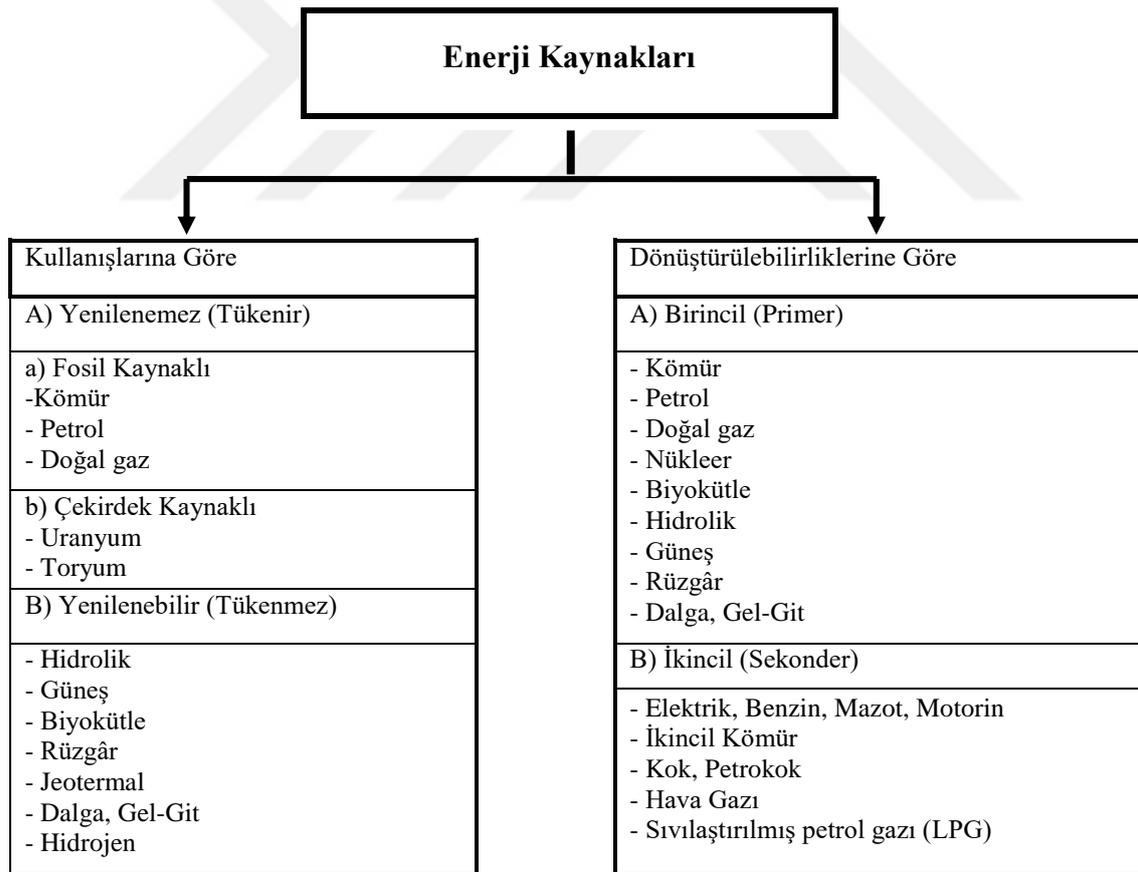 Enerji Kaynakları
Kullanışlarına Göre
A) Yenilenemez (Tükenir)
a) Fosil Kaynaklı
-Kömür
- Petrol
- Doğal gaz
b) Çekirdek Kaynaklı
- Uranyum
- Toryum
B) Yenilenebilir (Tükenmez)
- Hidrolik
- Güneş
- Biyokütle
- Rüzgâr
- Jeotermal
- Dalga, Gel-Git
- Hidrojen
Dönüştürülebilirliklerine Göre
A) Birincil (Primer)
- Kömür
- Petrol
- Doğal gaz
- Nükleer
- Biyokütle
- Hidrolik
- Güneş
- Rüzgâr
- Dalga, Gel-Git
B) İkincil (Sekonder)
- Elektrik, Benzin, Mazot, Motorin
- İkincil Kömür
- Kok, Petrokok
- Hava Gazı
- Sıvılaştırılmış petrol gazı (LPG)